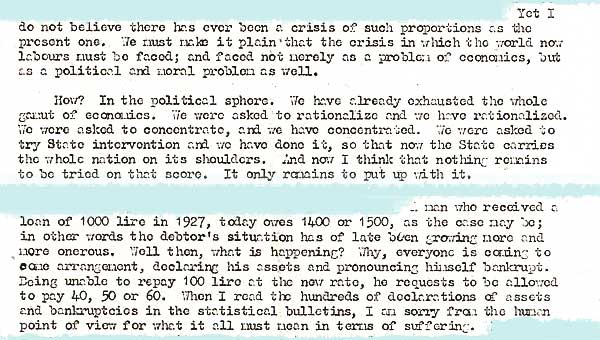 Yet I
do not believe there has ever been a crisis of such proportions as the
present one. We must make it plain that the crisis in which the world now
labours must be faced; and faced not merely as a problem of economics, but
as a political and moral problem as well.
How? In the political sphere. We have already exhausted the whole
gamut of economics. We were asked to rationalize and we have rationalized.
We were asked to concentrate, and we have concentrated. We were asked to
try State intervention and we have done it, so that now the State carries
the whole nation on its shoulders. And now I think that nothing remains
to be tried on that score. It only remains to put up with it.
man who received a
loan of 1000 lire in 1927, today owes 1400 or 1500, as the case may be;
in other words the debtor's situation has of late been growing more and
more onerous. Well then, what is happening? Why, everyone is coming to
some arrangement, declaring his assets and pronouncing himself bankrupt.
Being unable to repay 100 lire at the new rate, he requests to be allowed
to pay 40, 50 or 60. When I read the hundreds of declarations of assets
and bankruptcies in the statistical bulletins, I am sorry from the human
point of view for what it all must mean in terms of suffering.